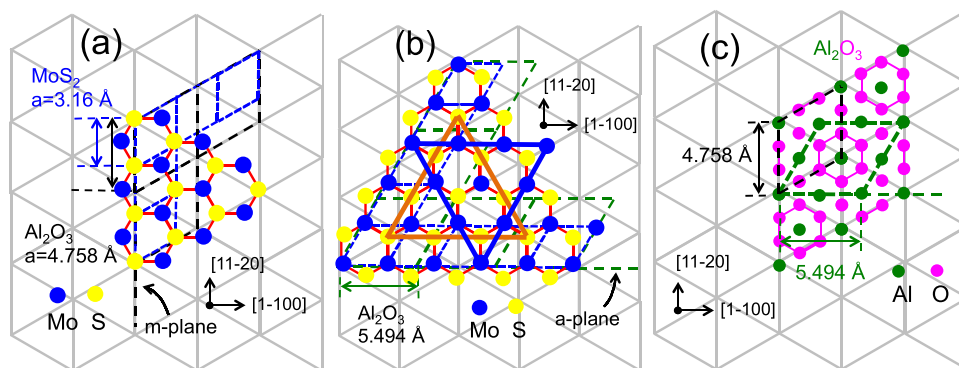 (a)
MoS₂
a=3.16 Å
Al₂O₃
a=4.758 Å
Mo S
m-plane
[11-20]
[1-100]
(b)
[11-20]
[1-100]
Al₂O₃
5.494 Å
Mo S
a-plane
(c)
Al₂O₃
4.758 Å
5.494 Å
[11-20]
[1-100]
Al O